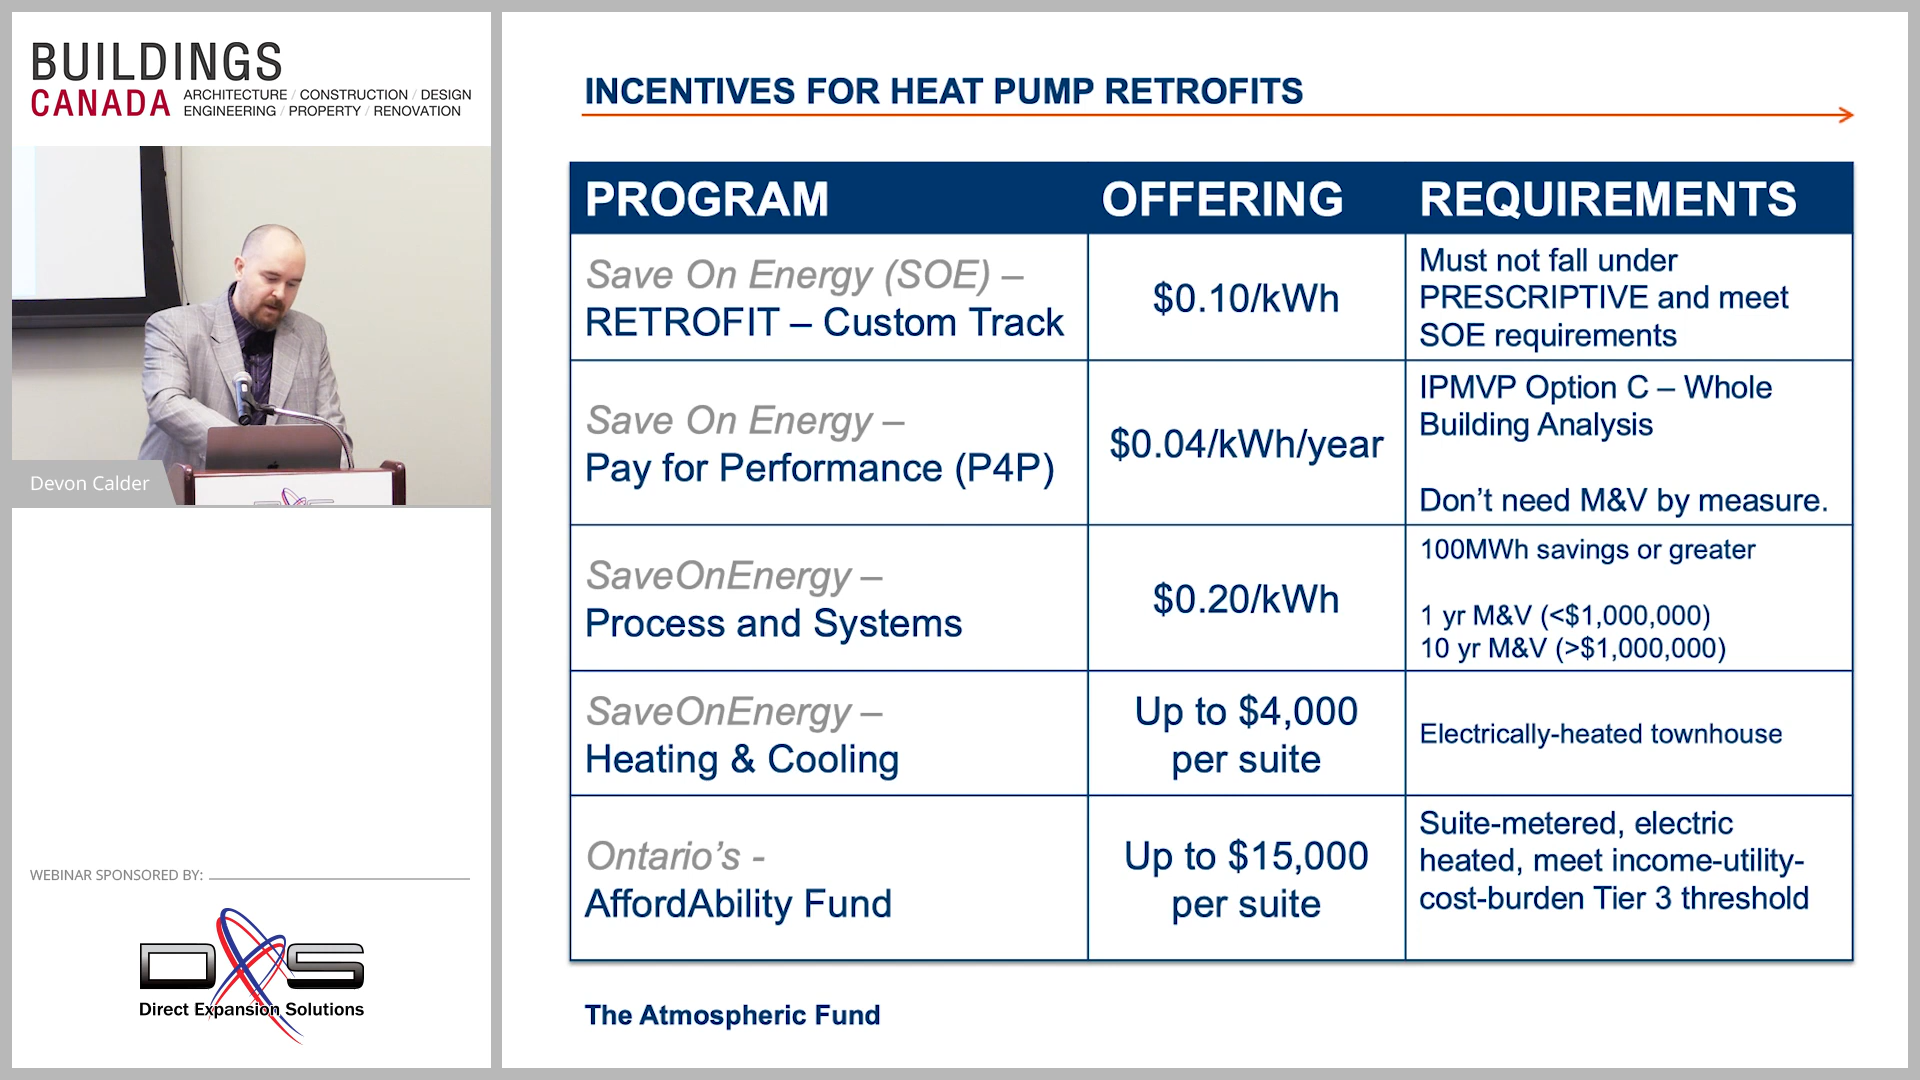 BUILDINGS
CANADA
ARCHITECTURE / CONSTRUCTION / DESIGN
ENGINEERING / PROPERTY / RENOVATION
Devon Calder
WEBINAR SPONSORED BY:
DXS
Direct Expansion Solutions
INCENTIVES FOR HEAT PUMP RETROFITS
PROGRAM OFFERING REQUIREMENTS
Save On Energy (SOE) –
RETROFIT – Custom Track
$0.10/kWh
Must not fall under
PRESCRIPTIVE and meet
SOE requirements
Save On Energy –
Pay for Performance (P4P)
$0.04/kWh/year
IPMVP Option C – Whole
Building Analysis
Don’t need M&V by measure.
SaveOnEnergy –
Process and Systems
$0.20/kWh
100MWh savings or greater
1 yr M&V (<$1,000,000)
10 yr M&V (>$1,000,000)
SaveOnEnergy –
Heating & Cooling
Up to $4,000
per suite
Electrically-heated townhouse
Ontario’s -
AffordAbility Fund
Up to $15,000
per suite
Suite-metered, electric
heated, meet income-utility-
cost-burden Tier 3 threshold
The Atmospheric Fund